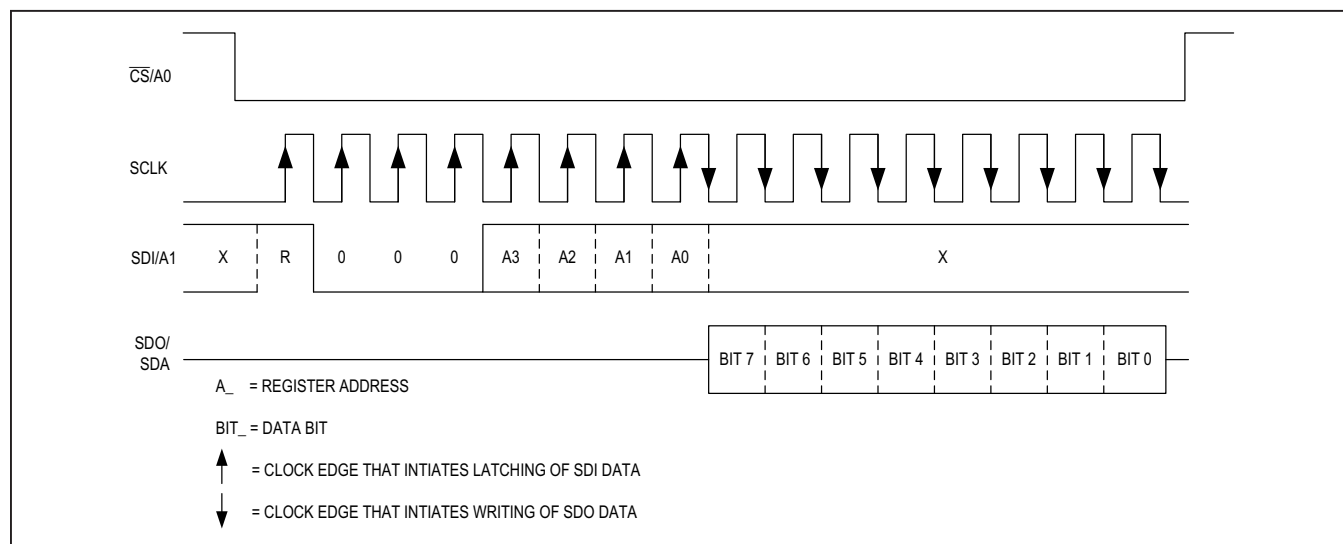 CS/A0
SCLK
SDI/A1 X R 0 0 0 A3 A2 A1 A0 X
SDO/
SDA
BIT 7 BIT 6 BIT 5 BIT 4 BIT 3 BIT 2 BIT 1 BIT 0
A_ = REGISTER ADDRESS
BIT_ = DATA BIT
= CLOCK EDGE THAT INTIATES LATCHING OF SDI DATA
= CLOCK EDGE THAT INTIATES WRITING OF SDO DATA